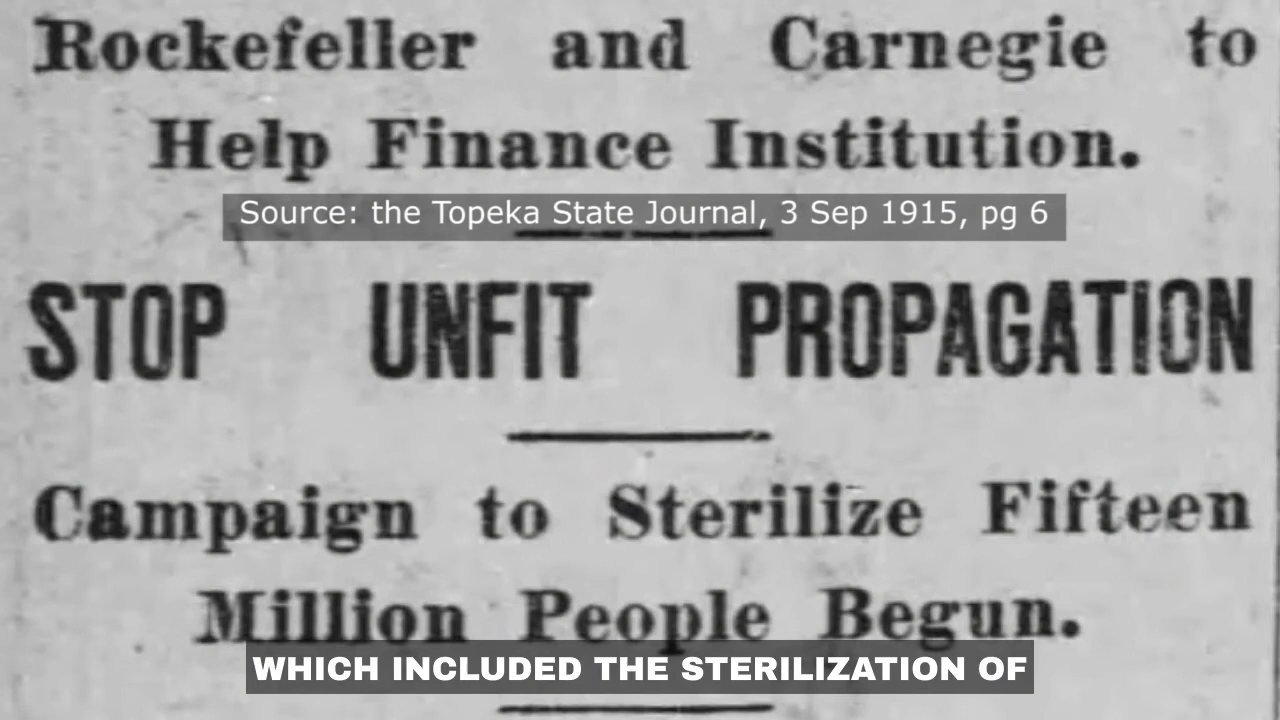 Rockefeller and Carnegie to
Help Finance Institution.
Source: the Topeka State Journal, 3 Sep 1915, pg 6
STOP UNFIT PROPAGATION
Campaign to Sterilize Fifteen
Million People Begun.
WHICH INCLUDED THE STERILIZATION OF